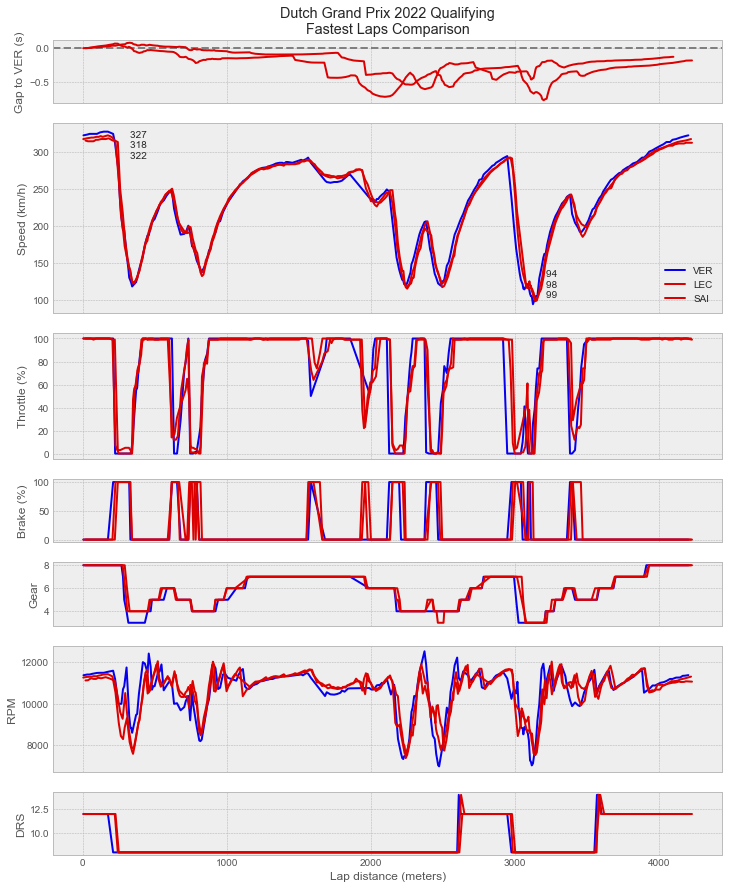 Dutch Grand Prix 2022 Qualifying
Fastest Laps Comparison
Gap to VER (s)
0.0
−0.5
Speed (km/h)
300
250
200
150
100
327
318
322
94
98
99
VER
LEC
SAI
Throttle (%)
100
80
60
40
20
0
Brake (%)
100
50
0
Gear
8
6
4
RPM
12000
10000
8000
DRS
12.5
10.0
0
1000
2000
3000
4000
Lap distance (meters)